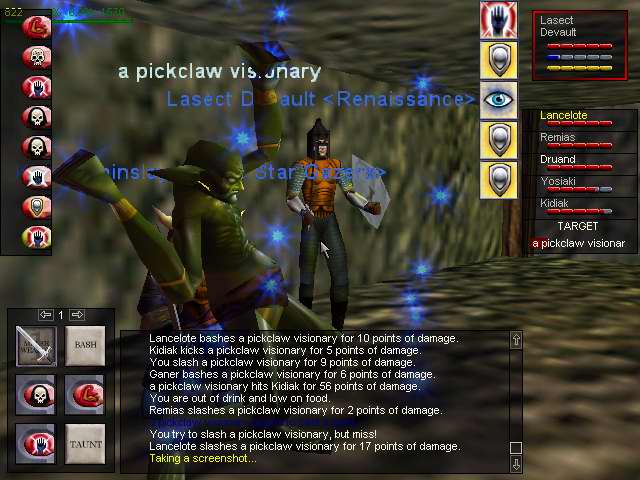 822
a pickclaw visionary
Lasect Devault <Renaissance>
Star Gazers>
Lasect
Devault
Lancelote
Remias
Druand
Yosiaki
Kidiak
TARGET
a pickclaw visionar
1
BASH
TAUNT
Lancelote bashes a pickclaw visionary for 10 points of damage.
Kidiak kicks a pickclaw visionary for 5 points of damage.
You slash a pickclaw visionary for 9 points of damage.
Ganer bashes a pickclaw visionary for 6 points of damage.
a pickclaw visionary hits Kidiak for 56 points of damage.
You are out of drink and low on food.
Remias slashes a pickclaw visionary for 2 points of damage.
You try to slash a pickclaw visionary, but miss!
Lancelote slashes a pickclaw visionary for 17 points of damage.
Taking a screenshot...